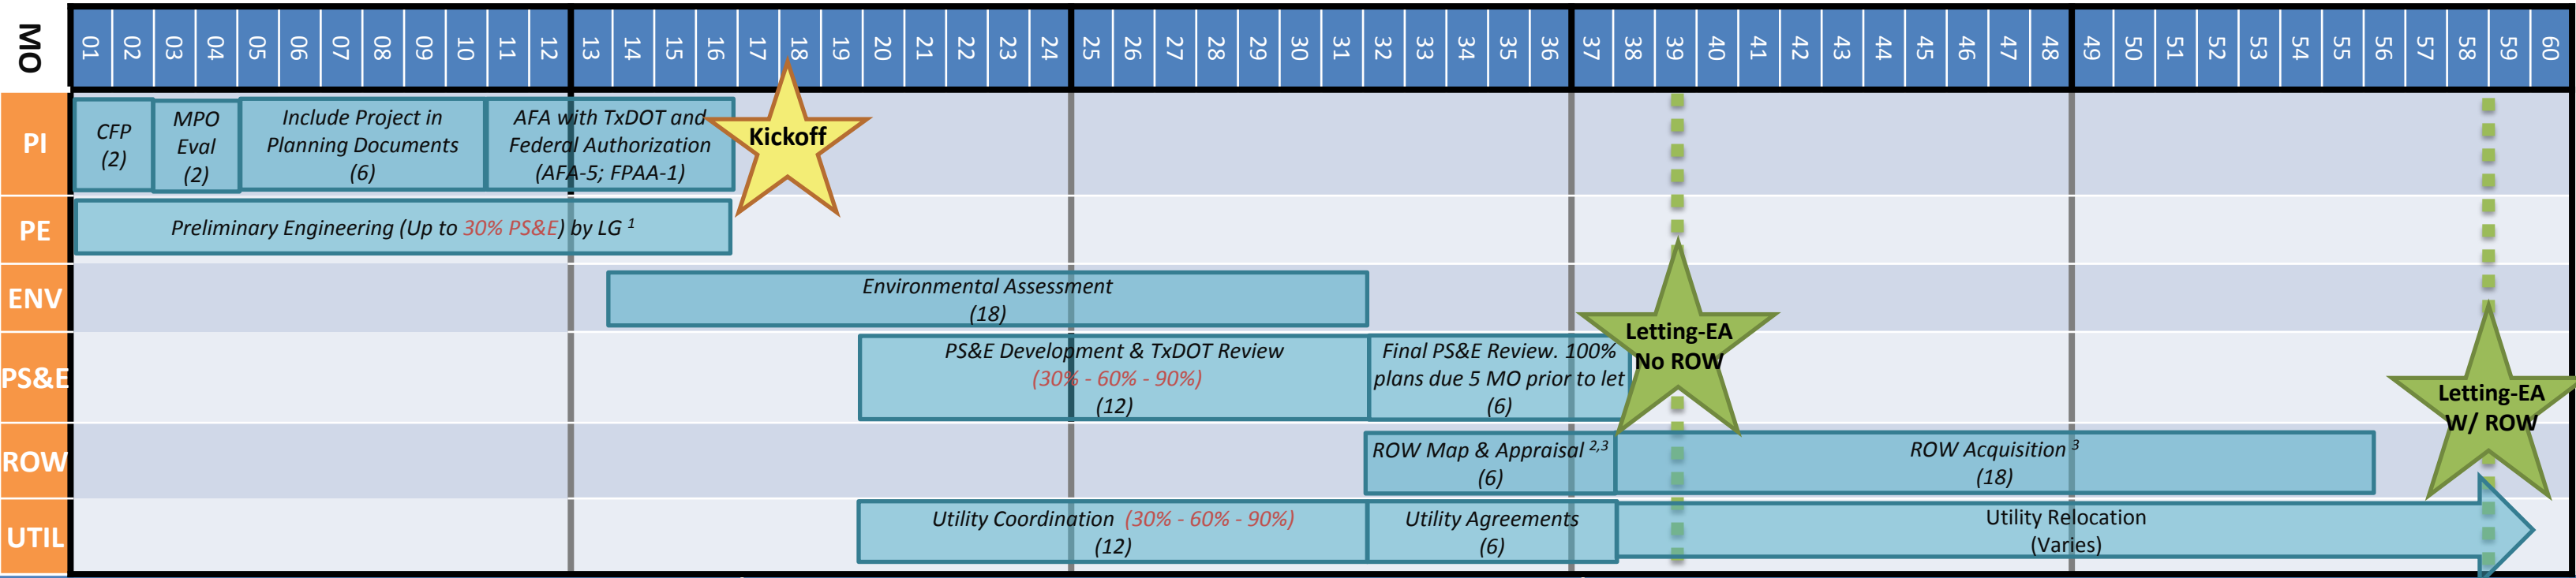 MO 01 02 03 04 05 06 07 08 09 10 11 12 13 14 15 16 17 18 19 20 21 22 23 24 25 26 27 28 29 30 31 32 33 34 35 36 37 38 39 40 41 42 43 44 45 46 47 48 49 50 51 52 53 54 55 56 57 58 59 60
PI
CFP
(2)
MPO
Eval
(2)
Include Project in
Planning Documents
(6)
AFA with TxDOT and
Federal Authorization
(AFA-5; FPAA-1)
Kickoff
PE
Preliminary Engineering (Up to 30% PS&E) by LG 1
ENV
Environmental Assessment
(18)
PS&E
PS&E Development & TxDOT Review
(30% - 60% - 90%)
(12)
Final PS&E Review. 100%
plans due 5 MO prior to let
(6)
Letting-EA
No ROW
Letting-EA
W/ ROW
ROW
ROW Map & Appraisal 2,3
(6)
ROW Acquisition 3
(18)
UTIL
Utility Coordination (30% - 60% - 90%)
(12)
Utility Agreements
(6)
Utility Relocation
(Varies)